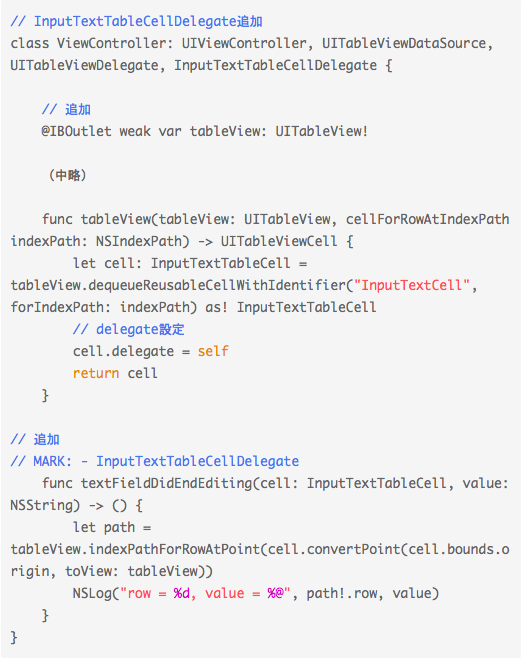 // InputTextTableCellDelegate追加
class ViewController: UIViewController, UITableViewDataSource,
UITableViewDelegate, InputTextTableCellDelegate {

    // 追加
    @IBOutlet weak var tableView: UITableView!

    （中略）

    func tableView(tableView: UITableView, cellForRowAtIndexPath
indexPath: NSIndexPath) -> UITableViewCell {
        let cell: InputTextTableCell =
tableView.dequeueReusableCellWithIdentifier("InputTextCell",
forIndexPath: indexPath) as! InputTextTableCell
        // delegate設定
        cell.delegate = self
        return cell
    }

// 追加
// MARK: - InputTextTableCellDelegate
    func textFieldDidEndEditing(cell: InputTextTableCell, value:
NSString) -> () {
        let path =
tableView.indexPathForRowAtPoint(cell.convertPoint(cell.bounds.o
rigin, toView: tableView))
        NSLog("row = %d, value = %@", path!.row, value)
    }
}